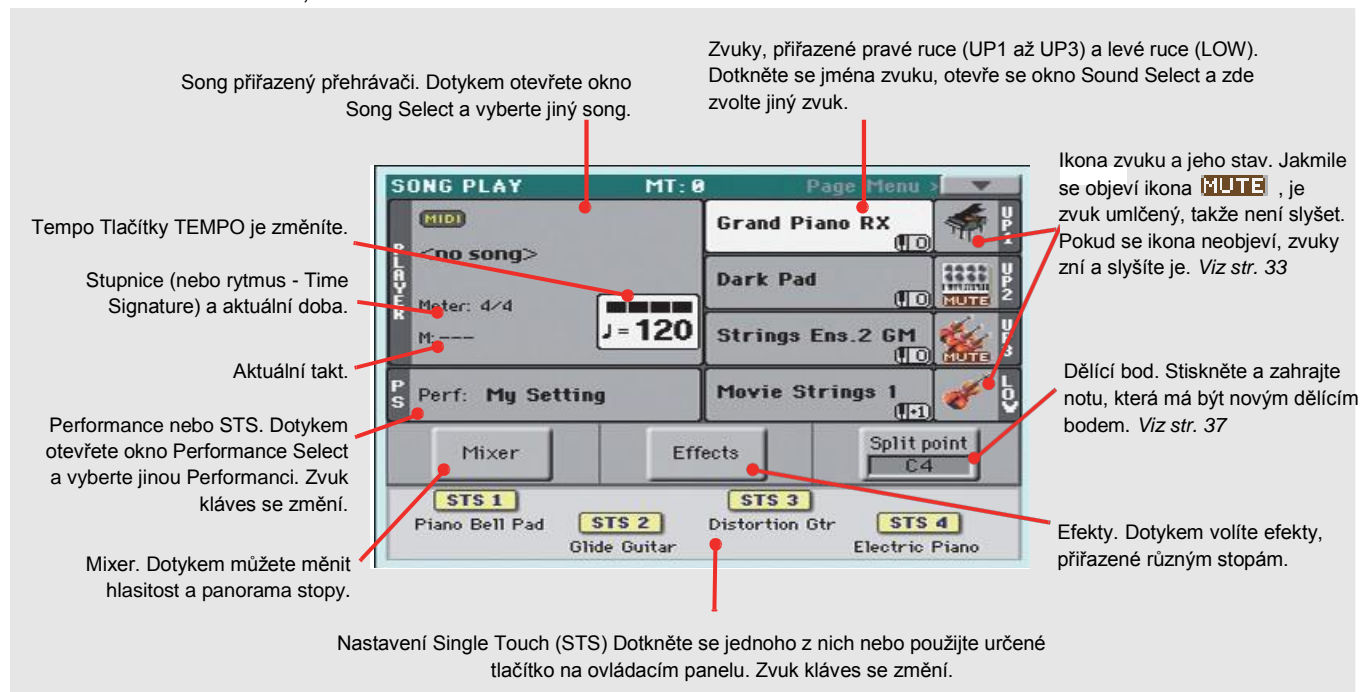 Zvuky, přiřazené pravé ruce (UP1 až UP3) a levé ruce (LOW).
Dotkněte se jména zvuku, otevře se okno Sound Select a zde
zvolte jiný zvuk.
Song přiřazený přehrávači. Dotykem otevřete okno
Song Select a vyberte jiný song.
Ikona zvuku a jeho stav. Jakmile
se objeví ikona MUTE , je
zvuk umlčený, takže není slyšet.
Pokud se ikona neobjeví, zvuky
zní a slyšíte je. Viz str. 33
Tempo Tlačítky TEMPO je změníte.
Stupnice (nebo rytmus - Time
Signature) a aktuální doba.
Aktuální takt.
Performance nebo STS. Dotykem
otevřete okno Performance Select
a vyberte jinou Performanci. Zvuk
kláves se změní.
Mixer. Dotykem můžete měnit
hlasitost a panorama stopy.
SONG PLAY MT: 0 Page Menu >
PLAYER
MIDI
<no song>
Meter: 4/4
M: ---
♩= 120
Grand Piano RX
0
UP1
Dark Pad
0
MUTE
UP2
Strings Ens.2 GM
0
MUTE
UP3
PS
Perf: My Setting
Movie Strings 1
+1
LOW
Mixer
Effects
Split point
C4
STS 1
Piano Bell Pad
STS 2
Glide Guitar
STS 3
Distortion Gtr
STS 4
Electric Piano
Dělící bod. Stiskněte a zahrajte
notu, která má být novým dělícím
bodem. Viz str. 37
Efekty. Dotykem volíte efekty,
přiřazené různým stopám.
Nastavení Single Touch (STS) Dotkněte se jednoho z nich nebo použijte určené
tlačítko na ovládacím panelu. Zvuk kláves se změní.